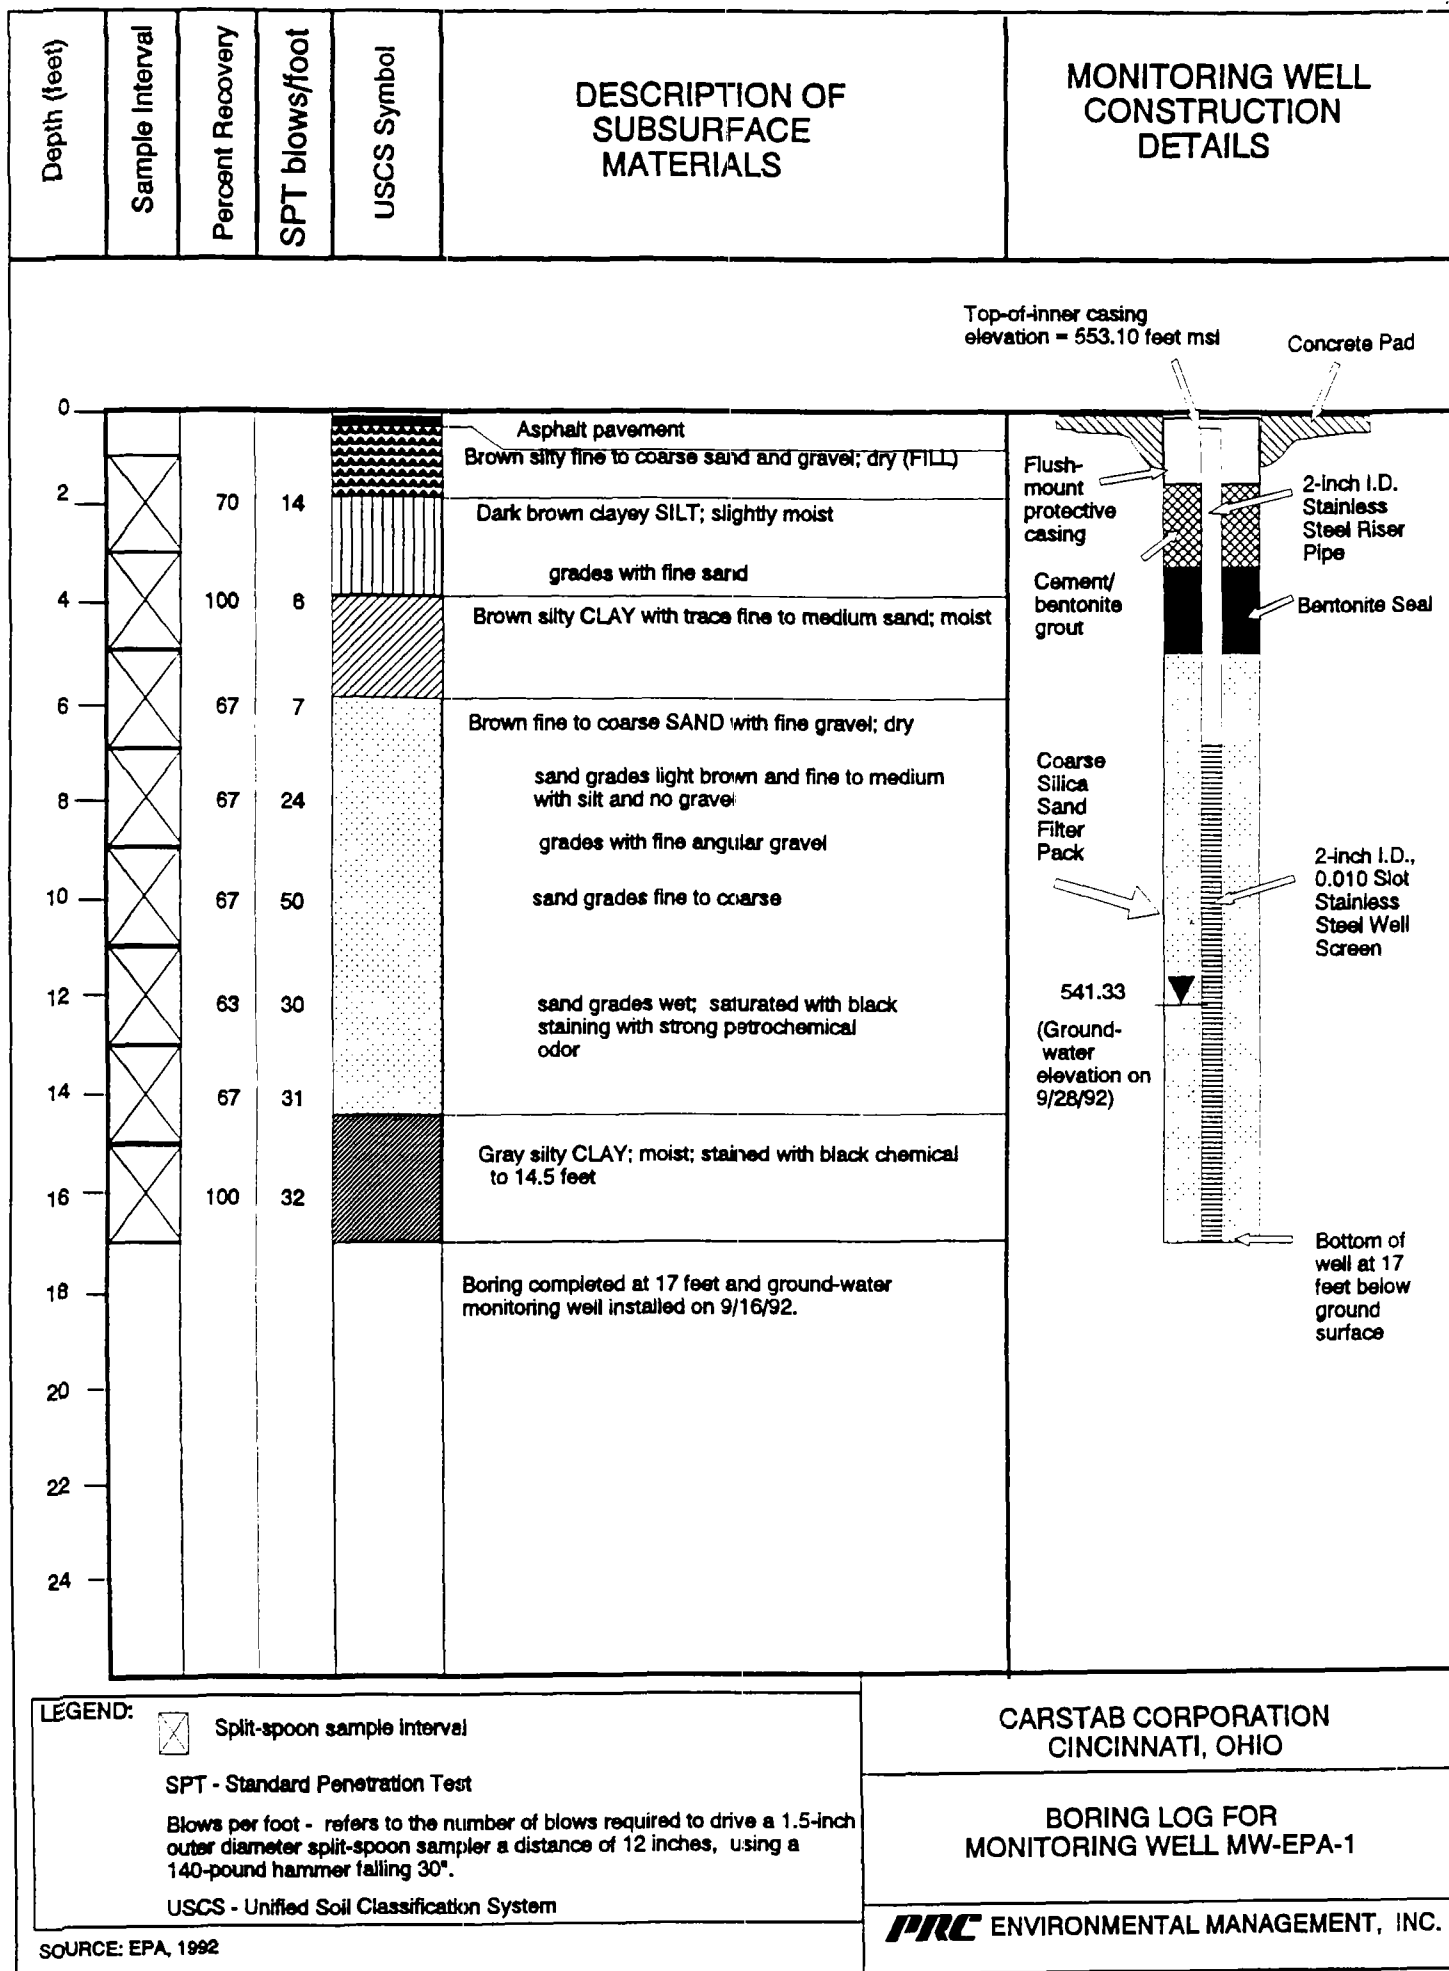 Depth (feet)
Sample Interval
Percent Recovery
SPT blows/foot
USCS Symbol
DESCRIPTION OF
SUBSURFACE
MATERIALS
MONITORING WELL
CONSTRUCTION
DETAILS
Top-of-inner casing
elevation = 553.10 feet msl
Concrete Pad
0
Asphalt pavement
Brown silty fine to coarse sand and gravel; dry (FILL)
2
70
14
Dark brown clayey SILT; slightly moist
grades with fine sand
4
100
6
Brown silty CLAY with trace fine to medium sand; moist
6
67
7
Brown fine to coarse SAND with fine gravel; dry
sand grades light brown and fine to medium
with silt and no gravel
8
67
24
grades with fine angular gravel
10
67
50
sand grades fine to coarse
12
63
30
sand grades wet; saturated with black
staining with strong petrochemical
odor
14
67
31
Gray silty CLAY; moist; stained with black chemical
to 14.5 feet
16
100
32
18
Boring completed at 17 feet and ground-water
monitoring well installed on 9/16/92.
20
22
24
Flush-
mount
protective
casing
2-inch I.D.
Stainless
Steel Riser
Pipe
Cement/
bentonite
grout
Bentonite Seal
Coarse
Silica
Sand
Filter
Pack
2-inch I.D.,
0.010 Slot
Stainless
Steel Well
Screen
541.33
(Ground-
water
elevation on
9/28/92)
Bottom of
well at 17
feet below
ground
surface
LEGEND:
Split-spoon sample interval
SPT - Standard Penetration Test
Blows per foot - refers to the number of blows required to drive a 1.5-inch
outer diameter split-spoon sampler a distance of 12 inches, using a
140-pound hammer falling 30".
USCS - Unified Soil Classification System
SOURCE: EPA, 1992
CARSTAB CORPORATION
CINCINNATI, OHIO
BORING LOG FOR
MONITORING WELL MW-EPA-1
PRC ENVIRONMENTAL MANAGEMENT, INC.